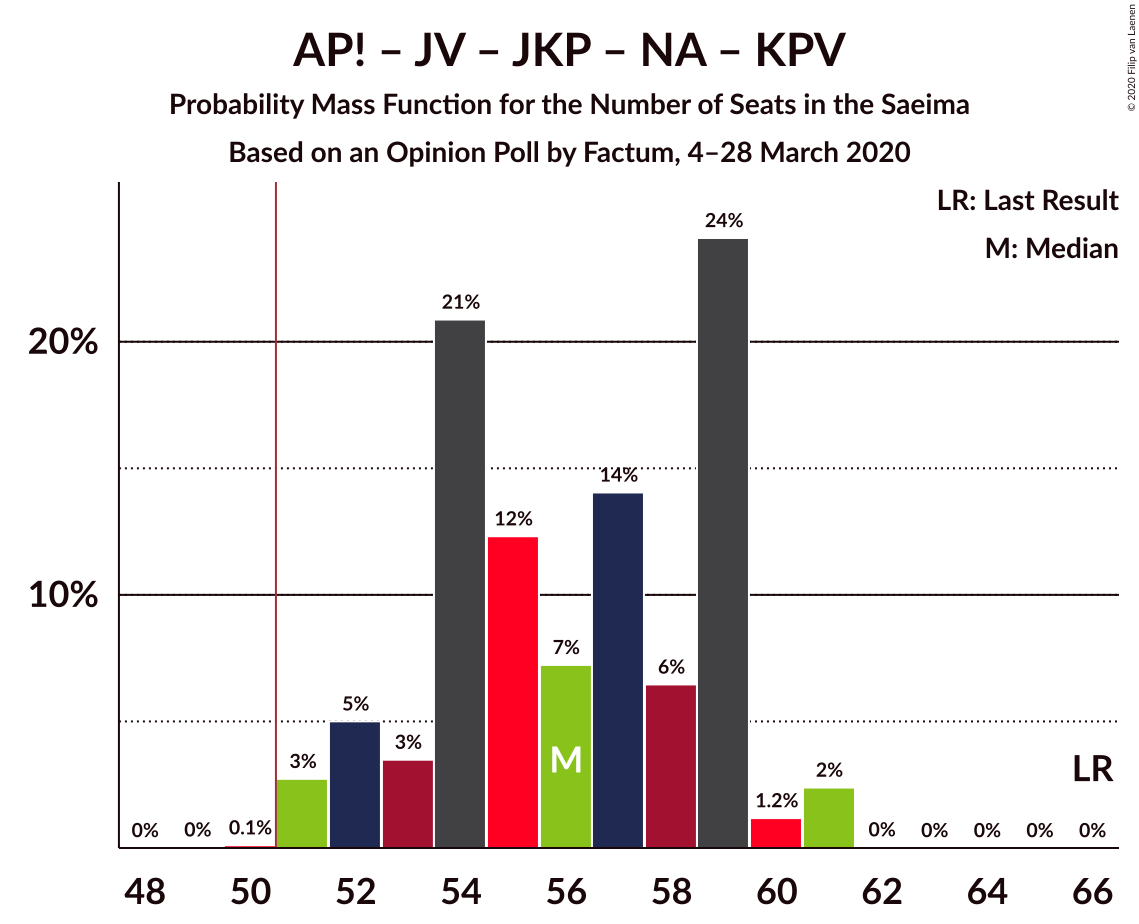 AP! – JV – JKP – NA – KPV
Probability Mass Function for the Number of Seats in the Saeima
Based on an Opinion Poll by Factum, 4–28 March 2020
© 2020 Filip van Laenen
LR: Last Result
M: Median
20%
10%
0%
0%
0.1%
3%
5%
3%
21%
12%
7%
14%
6%
24%
1.2%
2%
0%
0%
0%
0%
0%
M
LR
48 50 52 54 56 58 60 62 64 66